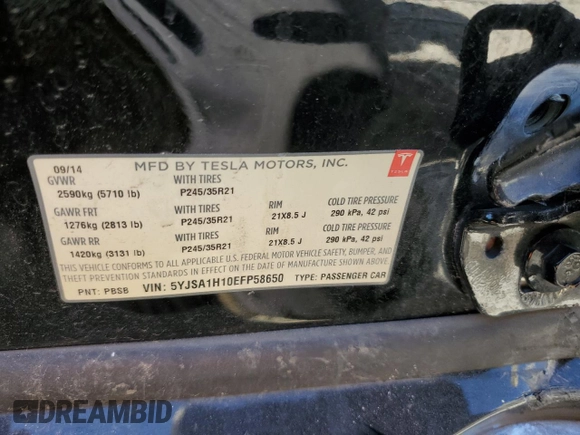 09/14 MFD BY TESLA MOTORS, INC. TESLA
GVWR WITH TIRES
2590kg (5710 lb) P245/35R21
GAWR FRT WITH TIRES RIM COLD TIRE PRESSURE
1276kg (2813 lb) P245/35R21 21X8.5 J 290 kPa, 42 psi
GAWR RR WITH TIRES RIM COLD TIRE PRESSURE
1420kg (3131 lb) P245/35R21 21X8.5 J 290 kPa, 42 psi
THIS VEHICLE CONFORMS TO ALL APPLICABLE U.S. FEDERAL MOTOR VEHICLE SAFETY, BUMPER,
AND THEFT PREVENTION STANDARDS IN EFFECT ON THE DATE OF MANUFACTURE SHOWN ABOVE.
PNT: PBSB VIN: 5YJSA1H10EFP58650 TYPE: PASSENGER CAR
DREAMBID